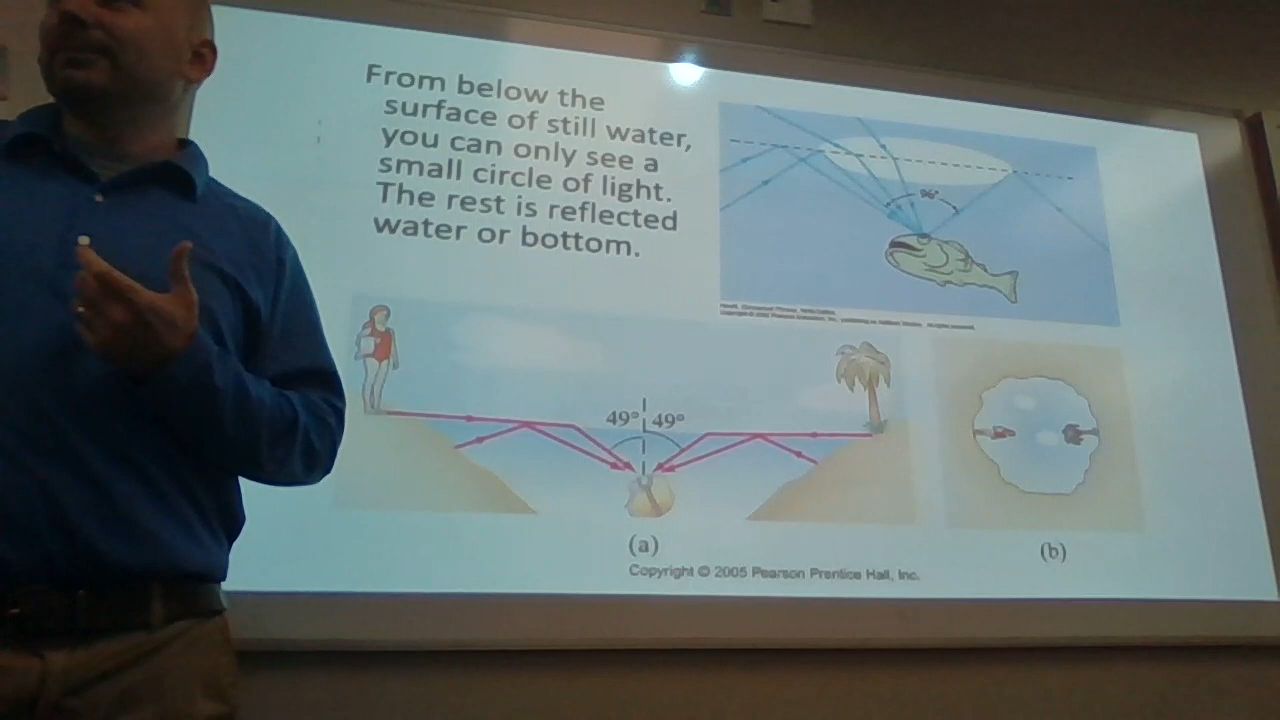 From below the
surface of still water,
you can only see a
small circle of light.
The rest is reflected
water or bottom.
96°
49° 49°
(a)
(b)
Copyright © 2005 Pearson Prentice Hall, Inc.